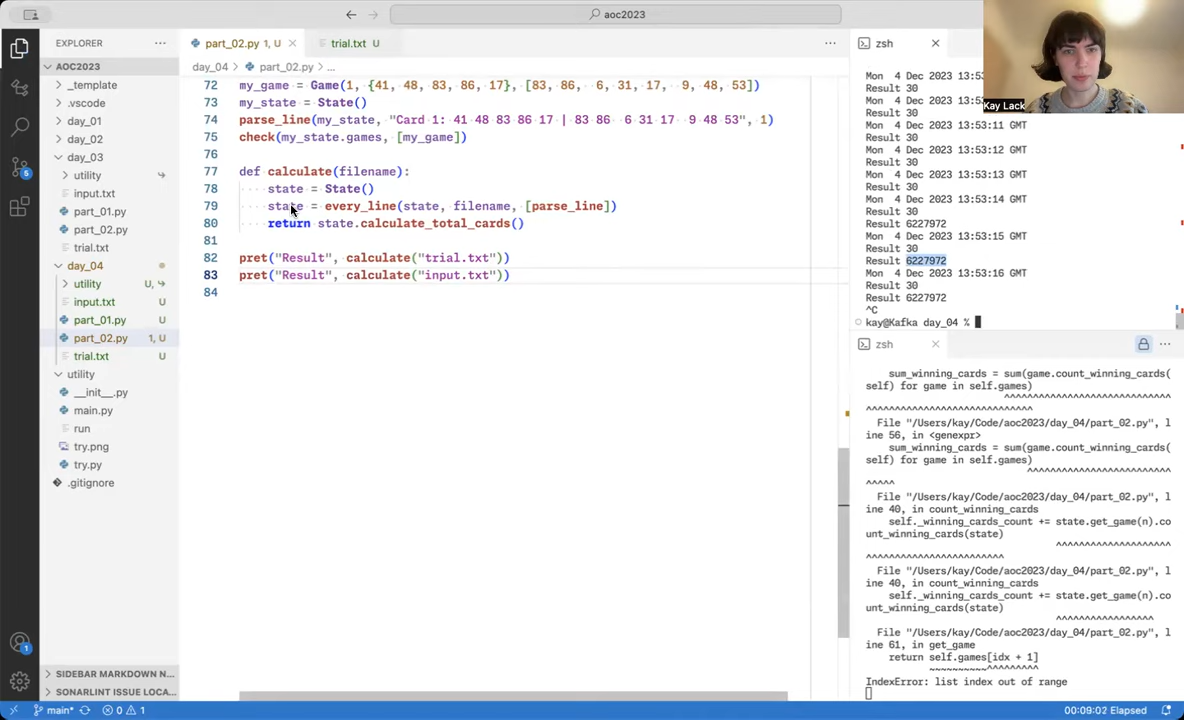 aoc2023
EXPLORER
AOC2023
_template
.vscode
day_01
day_02
day_03
utility
input.txt
part_01.py
part_02.py
trial.txt
day_04
utility U,
input.txt U
part_01.py U
part_02.py 1, U
trial.txt U
utility
__init__.py
main.py
run
try.png
try.py
.gitignore
SIDEBAR MARKDOWN N...
SONARLINT ISSUE LOCA...
5
1
part_02.py 1, U
trial.txt U
day_04 > part_02.py > ...
72 my_game = Game(1, {41, 48, 83, 86, 17}, [83, 86, 6, 31, 17, 9, 48, 53])
73 my_state = State()
74 parse_line(my_state, "Card 1: 41 48 83 86 17 | 83 86  6 31 17  9 48 53", 1)
75 check(my_state.games, [my_game])
76
77 def calculate(filename):
78     state = State()
79     state = every_line(state, filename, [parse_line])
80     return state.calculate_total_cards()
81
82 pret("Result", calculate("trial.txt"))
83 pret("Result", calculate("input.txt"))
84
zsh
Mon  4 Dec 2023 13:53
Result 30
Mon  4 Dec 2023 13:53
Result 30
Mon  4 Dec 2023 13:53:11 GMT
Result 30
Mon  4 Dec 2023 13:53:12 GMT
Result 30
Mon  4 Dec 2023 13:53:13 GMT
Result 30
Mon  4 Dec 2023 13:53:14 GMT
Result 30
Result 6227972
Mon  4 Dec 2023 13:53:15 GMT
Result 30
Result 6227972
Mon  4 Dec 2023 13:53:16 GMT
Result 30
Result 6227972
^C
kay@Kafka day_04 %
Kay Lack
zsh
sum_winning_cards = sum(game.count_winning_cards(
self) for game in self.games)
^^^^^^^^^^^^^^^^^^^^^^^^^^^^
^^^^^^^^^^^^^^^^^^^^^^^^^^^^
File "/Users/kay/Code/aoc2023/day_04/part_02.py", l
ine 56, in <genexpr>
sum_winning_cards = sum(game.count_winning_cards(
self) for game in self.games)
^^^^^^^^^^^^^^^^^^^^^^^^
^^^^^
File "/Users/kay/Code/aoc2023/day_04/part_02.py", l
ine 40, in count_winning_cards
self._winning_cards_count += state.get_game(n).co
unt_winning_cards(state)
^^^^^^^^^^^^^^^^^^^
^^^^^^^^^^^^^^^^^^^^^^^^
File "/Users/kay/Code/aoc2023/day_04/part_02.py", l
ine 40, in count_winning_cards
self._winning_cards_count += state.get_game(n).co
unt_winning_cards(state)
^^^^^^^^^^^^^^^^^
File "/Users/kay/Code/aoc2023/day_04/part_02.py", l
ine 61, in get_game
return self.games[idx + 1]
~~~~~~~~~~^^^^^^^^^
IndexError: list index out of range
main* 0 1
00:09:02 Elapsed